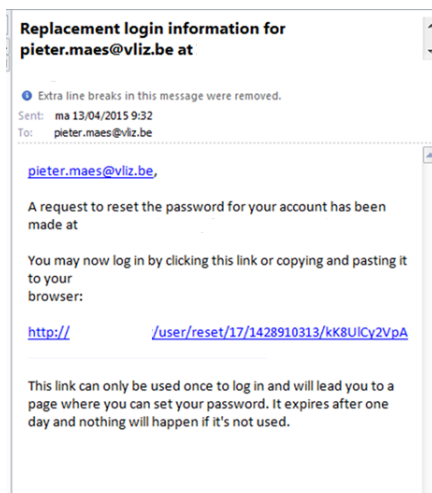 Replacement login information for
pieter.maes@vliz.be at
Extra line breaks in this message were removed.
Sent: ma 13/04/2015 9:32
To: pieter.maes@vliz.be
pieter.maes@vliz.be,
A request to reset the password for your account has been
made at
You may now log in by clicking this link or copying and pasting it
to your
browser:
http:// /user/reset/17/1428910313/kK8UlCy2VpA
This link can only be used once to log in and will lead you to a
page where you can set your password. It expires after one
day and nothing will happen if it's not used.